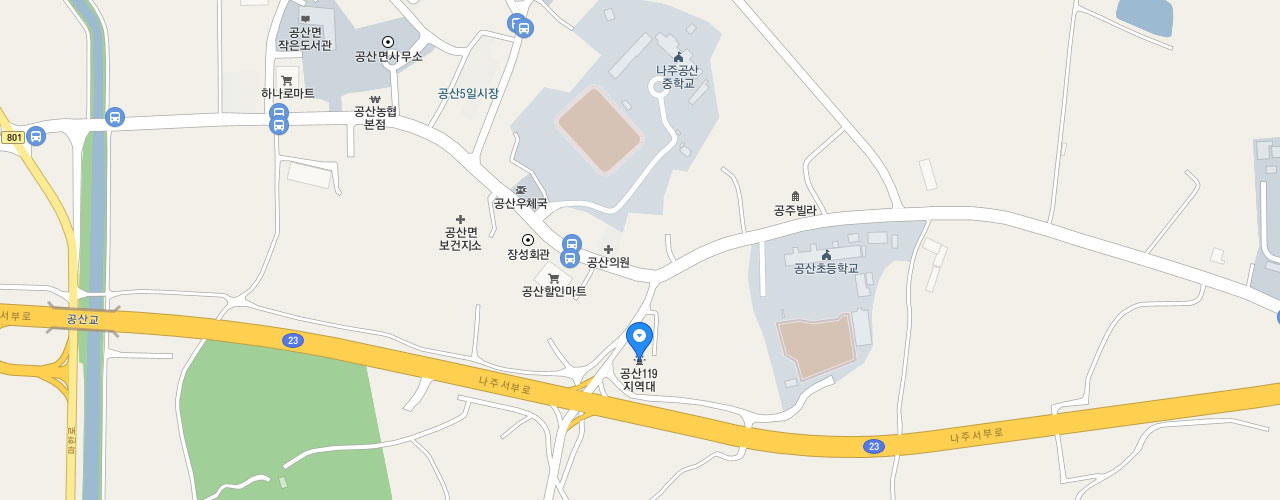 공산면
작은도서관
공산면사무소
나주공산
중학교
하나로마트
공산5일시장
공산농협
본점
801
공산우체국
공주빌라
공산면
보건지소
장성회관
공산의원
공산초등학교
공산할인마트
서부로
공산교
23
공산119
지역대
나주서부로
나주서부로
23
마한로